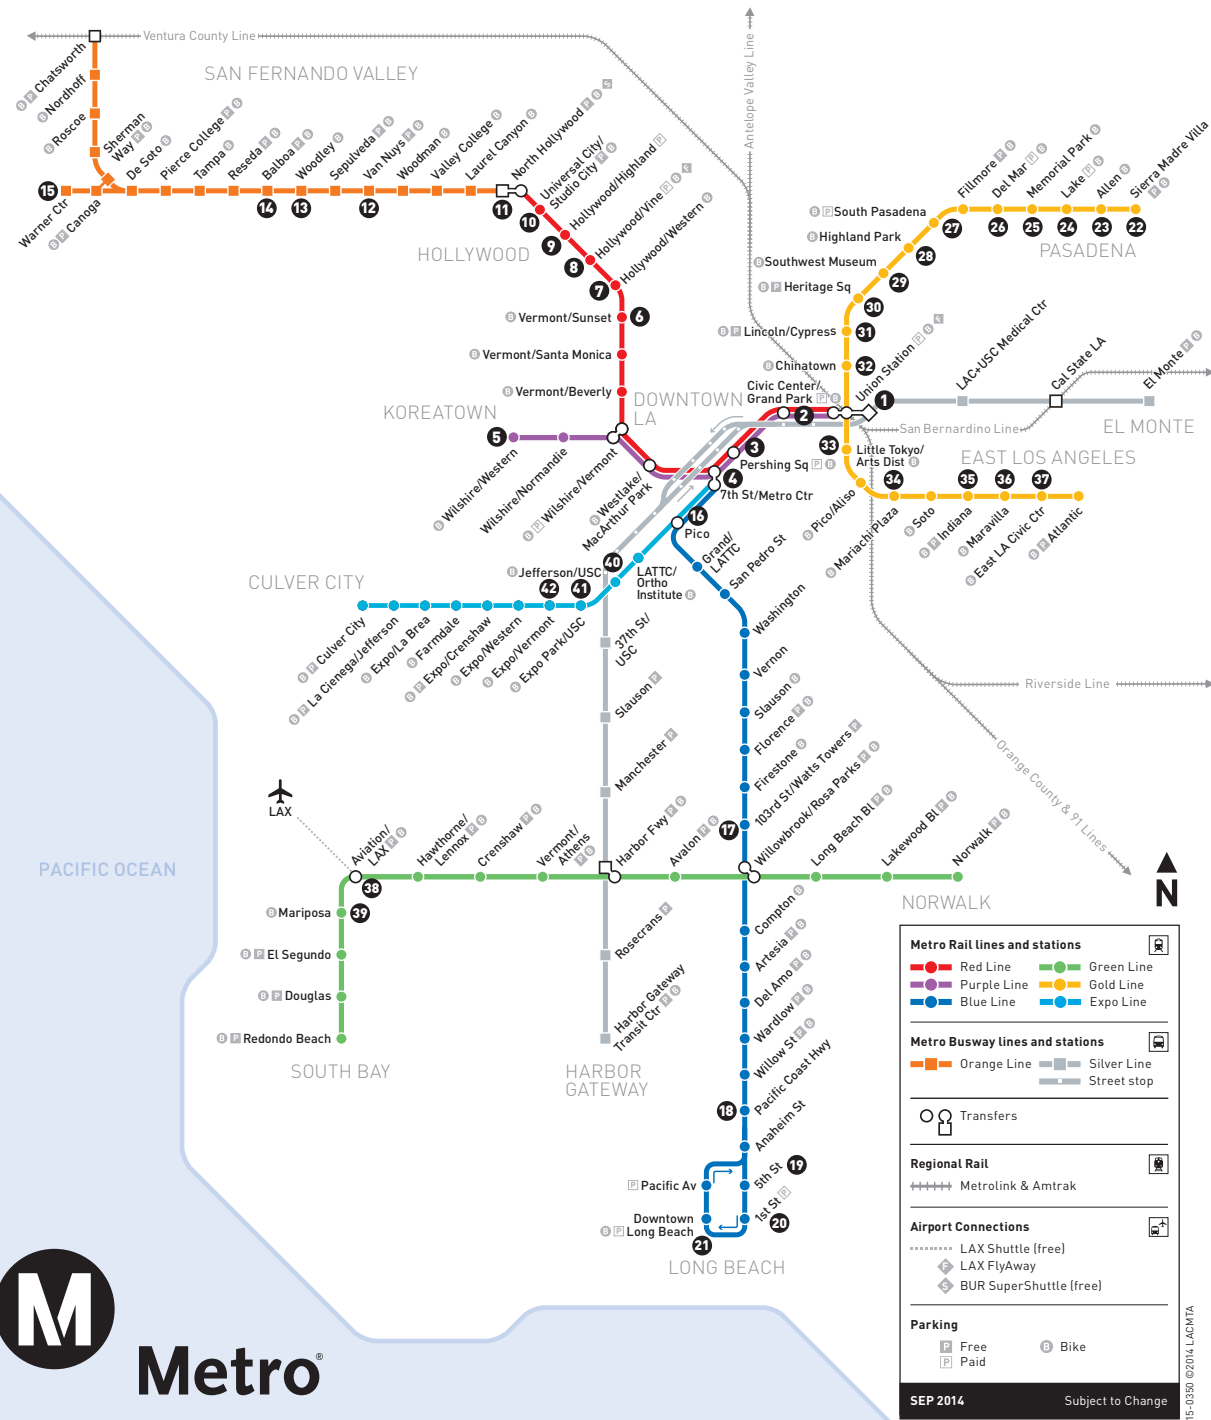 Ventura County Line
Antelope Valley Line
SAN FERNANDO VALLEY
B P Chatsworth
B Nordhoff
B Roscoe
Sherman
Way P B
De Soto B
Pierce College P B
Tampa B
Reseda P B
Balboa P B
Woodley B
Sepulveda P B
Van Nuys P B
Woodman B
Valley College B
Laurel Canyon B
North Hollywood P B S
Universal City/
Studio City P B
Hollywood/Highland P
Hollywood/Vine P B F
Hollywood/Western B
15
Warner Ctr
B P Canoga
14
13
12
11
10
9
8
7
HOLLYWOOD
B Vermont/Sunset
6
B Vermont/Santa Monica
B Vermont/Beverly
Fillmore P B
Del Mar P B
Memorial Park B
Lake P B
Allen B
Sierra Madre Villa
P B
B P South Pasadena
27
26
25
24
23
22
PASADENA
B Highland Park
28
B Southwest Museum
29
B P Heritage Sq
30
B P Lincoln/Cypress
31
B Chinatown
32
Union Station P B F
LAC+USC Medical Ctr
Cal State LA
El Monte P B
KOREATOWN
DOWNTOWN
LA
Civic Center/
Grand Park P B
2
1
San Bernardino Line
EL MONTE
5
B Wilshire/Western
Wilshire/Normandie
B P Wilshire/Vermont
B Westlake/
MacArthur Park
3
Pershing Sq P B
4
7th St/Metro Ctr
33
Little Tokyo/
Arts Dist B
EAST LOS ANGELES
B Pico/Aliso
34
35
36
37
B Mariachi Plaza
B Soto
B P Indiana
B Maravilla
B East LA Civic Ctr
B P Atlantic
16
Pico
Grand/
LATTC
San Pedro St
Washington
Vernon
Slauson B
Florence P B
Firestone B
103rd St/Watts Towers P
Willowbrook/Rosa Parks P B
CULVER CITY
B Jefferson/USC
40
42
41
LATTC/
Ortho
Institute B
B P Culver City
B P La Cienega/Jefferson
B Expo/La Brea
B Farmdale
B P Expo/Crenshaw
B Expo/Western
B Expo/Vermont
B Expo Park/USC
37th St/
USC
Slauson P
Manchester P
Riverside Line
Orange County & 91 Lines
LAX
Aviation/
LAX P B
Hawthorne/
Lennox P B
Crenshaw P B
Vermont/
Athens
P B
Harbor Fwy P B
Avalon P B
17
Long Beach Bl P B
Lakewood Bl P B
Norwalk P B
PACIFIC OCEAN
38
B Mariposa
39
B P El Segundo
B P Douglas
B P Redondo Beach
SOUTH BAY
Rosecrans P
Harbor Gateway
Transit Ctr P B
HARBOR
GATEWAY
Compton B
Artesia P B
Del Amo P B
Wardlow P B
Willow St P B
Pacific Coast Hwy
18
Anaheim St
5th St
19
P Pacific Av
1st St P
20
Downtown
B P Long Beach
21
LONG BEACH
NORWALK
N
Metro Rail lines and stations
Red Line
Green Line
Purple Line
Gold Line
Blue Line
Expo Line
Metro Busway lines and stations
Orange Line
Silver Line
Street stop
Transfers
Regional Rail
Metrolink & Amtrak
Airport Connections
LAX Shuttle (free)
F LAX FlyAway
S BUR SuperShuttle (free)
Parking
P Free
B Bike
P Paid
SEP 2014
Subject to Change
15-0350 ©2014 LACMTA
M
Metro®